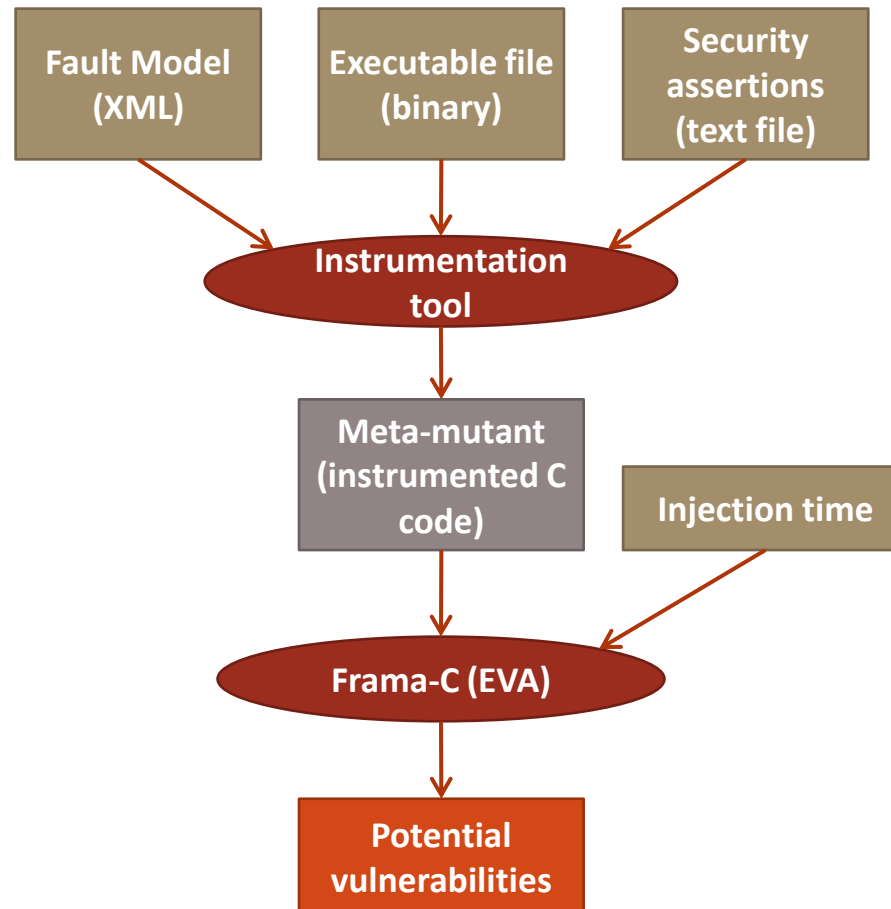 Fault Model
(XML)
Executable file
(binary)
Security
assertions
(text file)
Instrumentation
tool
Meta-mutant
(instrumented C
code)
Injection time
Frama-C (EVA)
Potential
vulnerabilities